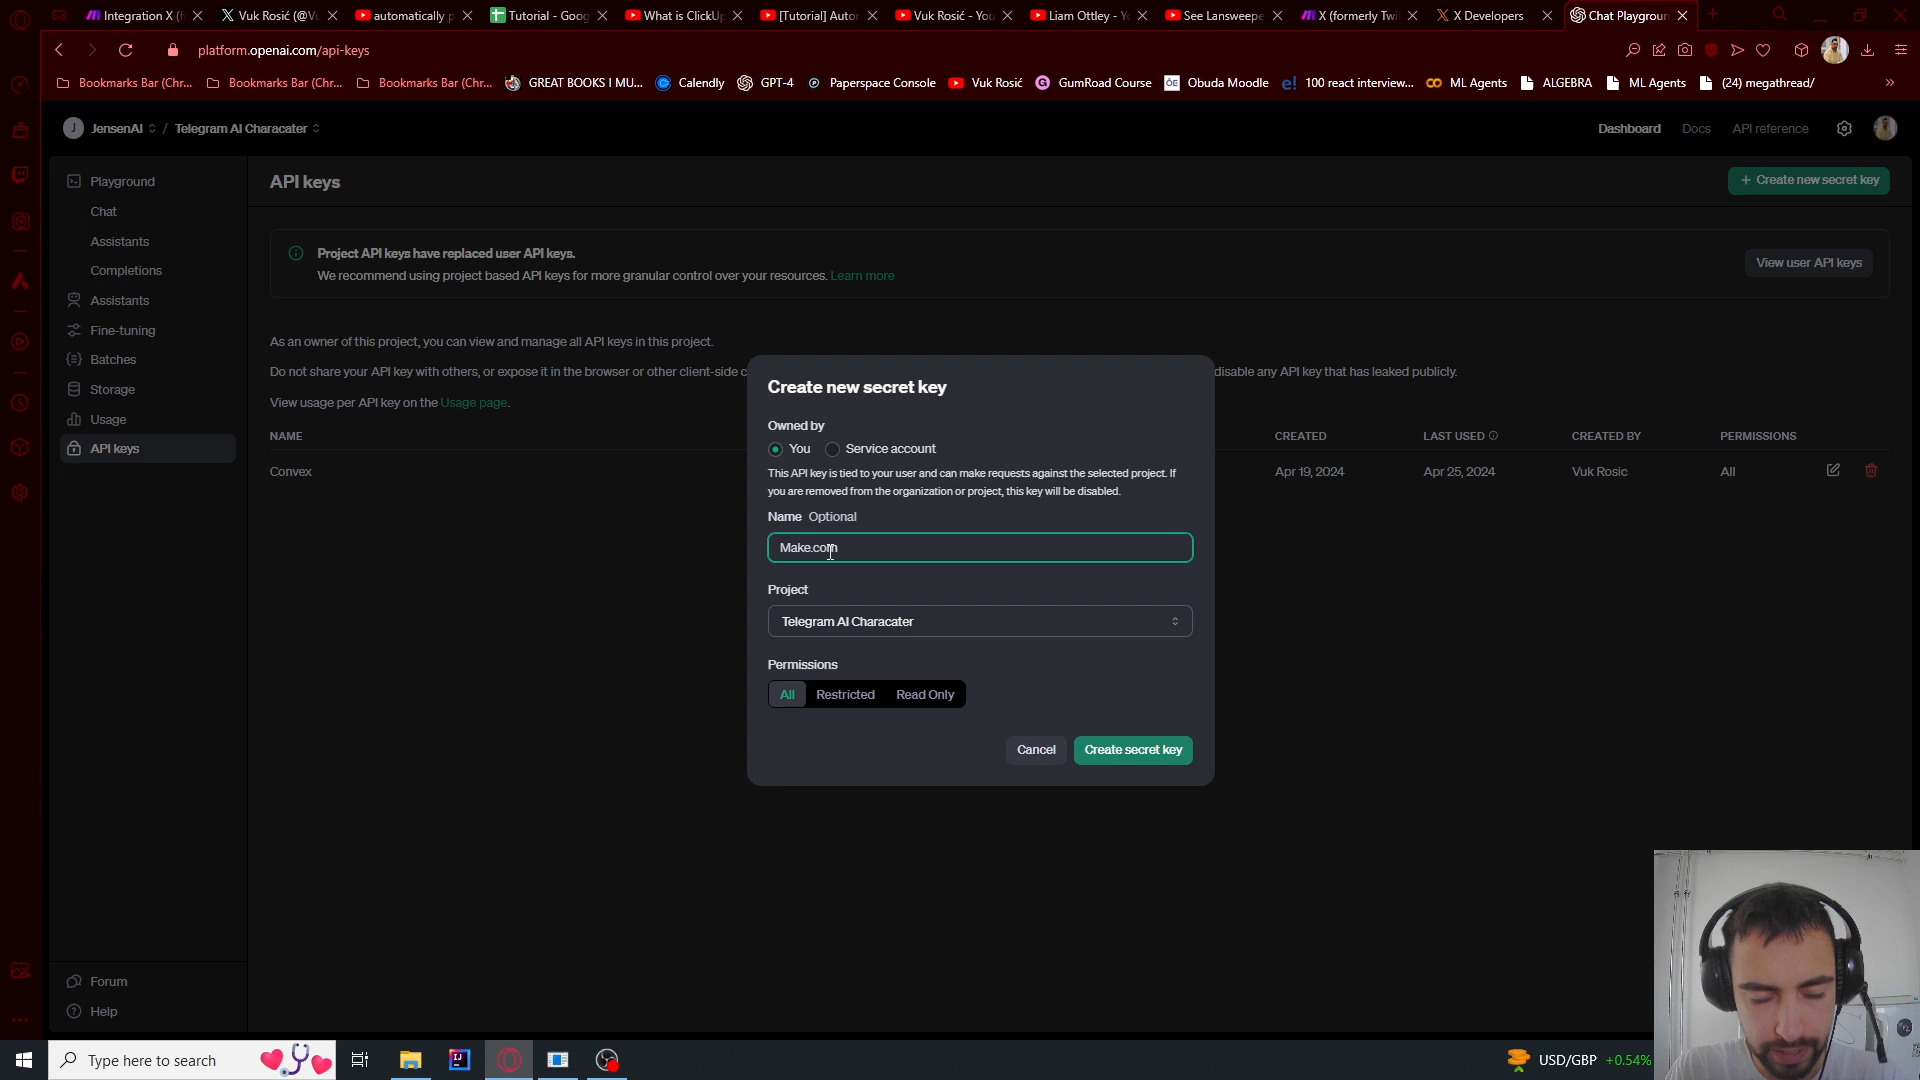 Integration X (f
Vuk Rosić (@Vu
automatically p
Tutorial - Goog
What is ClickUp
[Tutorial] Autor
Vuk Rosić - You
Liam Ottley - Y
See Lansweepe
X (formerly Twi
X Developers
Chat Playgroun
platform.openai.com/api-keys
Bookmarks Bar (Chr...
Bookmarks Bar (Chr...
Bookmarks Bar (Chr...
GREAT BOOKS I MU...
Calendly
GPT-4
Paperspace Console
Vuk Rosić
GumRoad Course
Obuda Moodle
100 react interview...
ML Agents
ALGEBRA
ML Agents
(24) megathread/
J JensenAI / Telegram AI Characater
Dashboard
Docs
API reference
Playground
Chat
Assistants
Completions
Assistants
Fine-tuning
Batches
Storage
Usage
API keys
Forum
Help
API keys
+ Create new secret key
Project API keys have replaced user API keys.
We recommend using project based API keys for more granular control over your resources. Learn more
View user API keys
As an owner of this project, you can view and manage all API keys in this project.
Do not share your API key with others, or expose it in the browser or other client-side c
disable any API key that has leaked publicly.
View usage per API key on the Usage page.
NAME
CREATED
LAST USED
CREATED BY
PERMISSIONS
Convex
Apr 19, 2024
Apr 25, 2024
Vuk Rosic
All
Create new secret key
Owned by
You
Service account
This API key is tied to your user and can make requests against the selected project. If
you are removed from the organization or project, this key will be disabled.
Name Optional
Make.com
Project
Telegram AI Characater
Permissions
All
Restricted
Read Only
Cancel
Create secret key
Type here to search
USD/GBP +0.54%